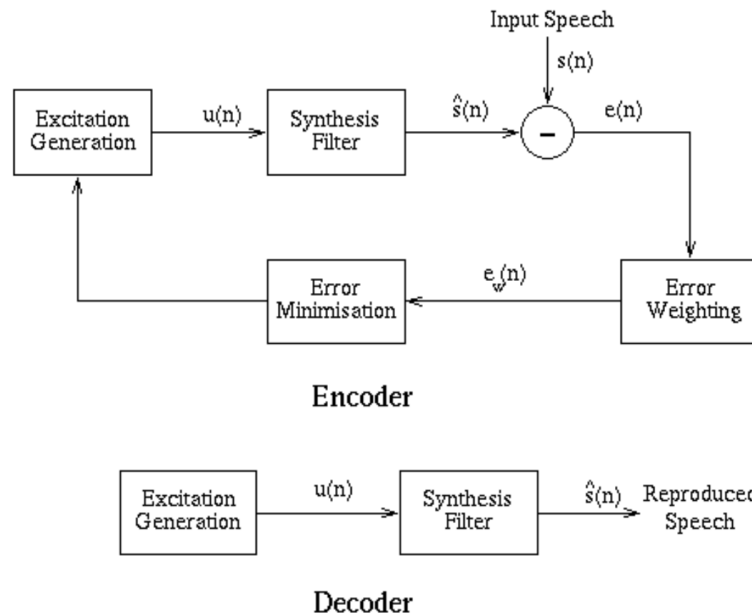 Input Speech
s(n)
Excitation
Generation
u(n)
Synthesis
Filter
ŝ(n)
-
e(n)
Error
Minimisation
e_w(n)
Error
Weighting
Encoder
Excitation
Generation
u(n)
Synthesis
Filter
ŝ(n)
Reproduced
Speech
Decoder